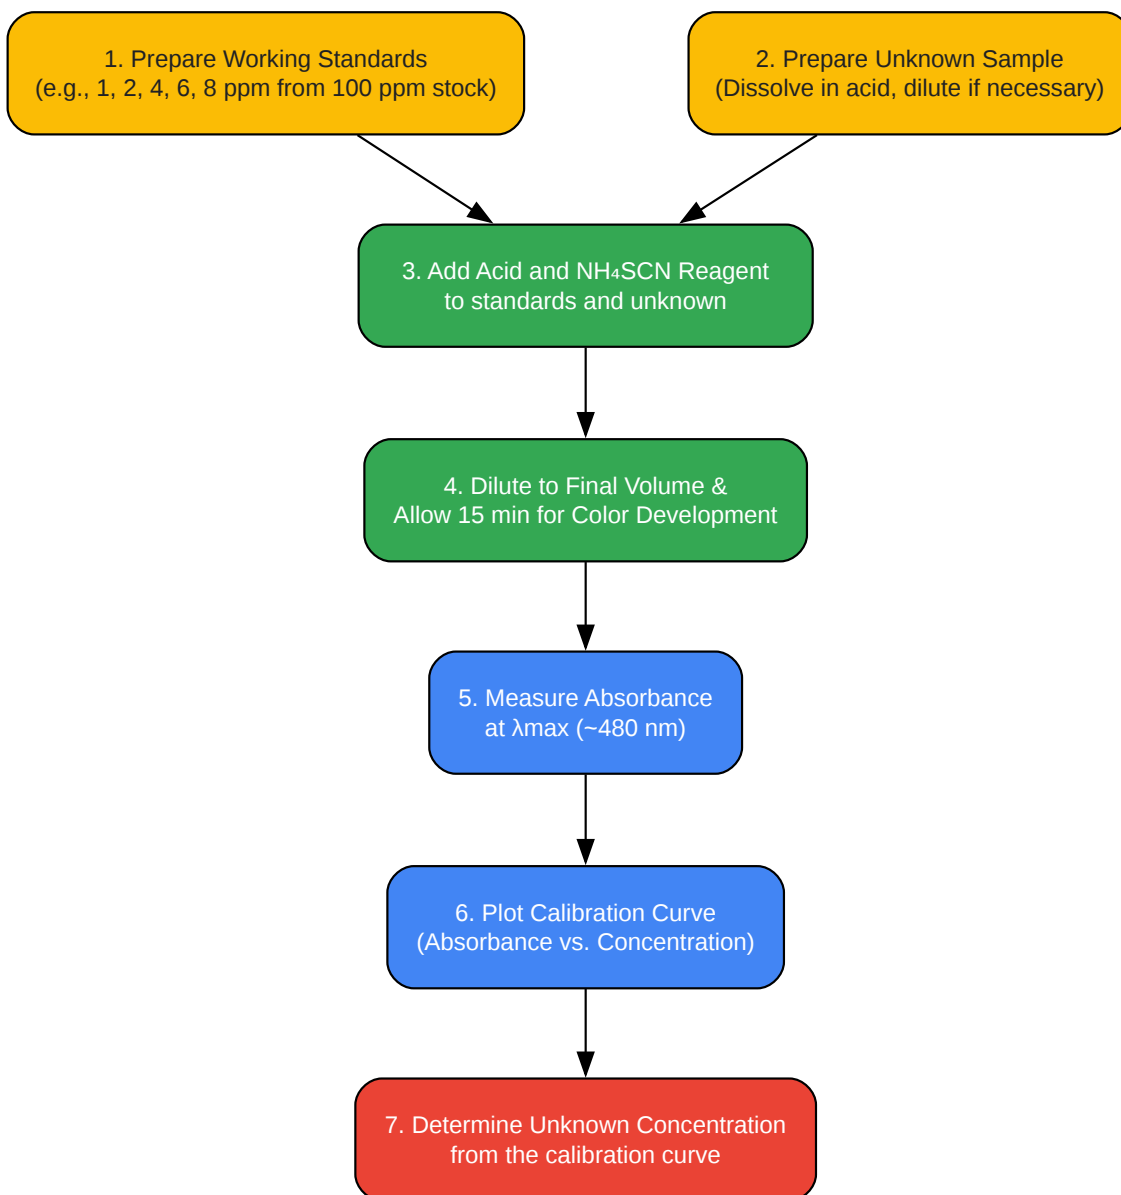 1. Prepare Working Standards
(e.g., 1, 2, 4, 6, 8 ppm from 100 ppm stock)
2. Prepare Unknown Sample
(Dissolve in acid, dilute if necessary)
3. Add Acid and NH₄SCN Reagent
to standards and unknown
4. Dilute to Final Volume &
Allow 15 min for Color Development
5. Measure Absorbance
at λmax (~480 nm)
6. Plot Calibration Curve
(Absorbance vs. Concentration)
7. Determine Unknown Concentration
from the calibration curve